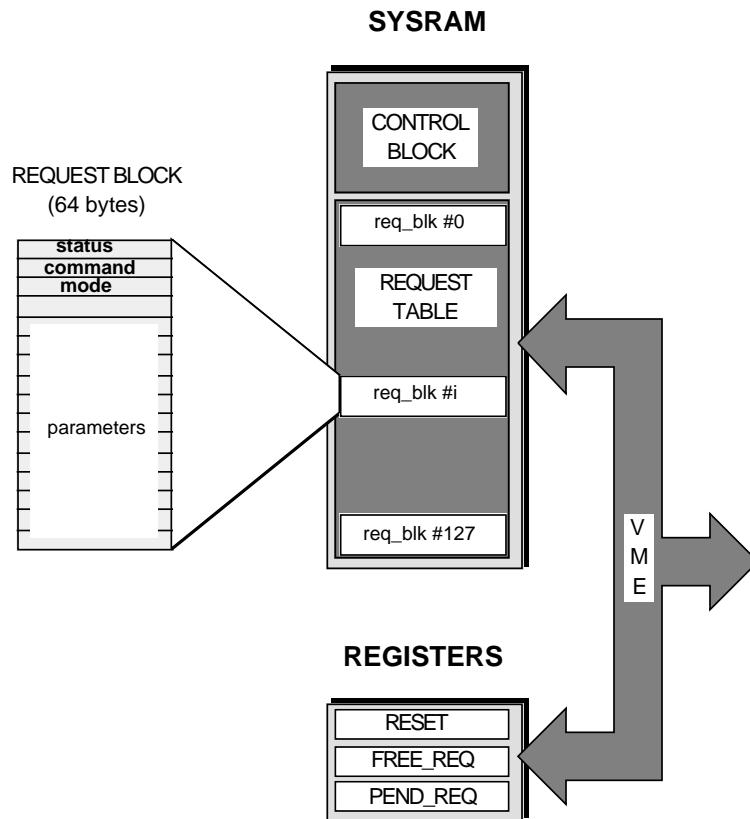 SYSRAM
CONTROL
BLOCK
REQUEST BLOCK
(64 bytes)
status
command
mode
parameters
req_blk #0
REQUEST
TABLE
req_blk #i
req_blk #127
V
M
E
REGISTERS
RESET
FREE_REQ
PEND_REQ